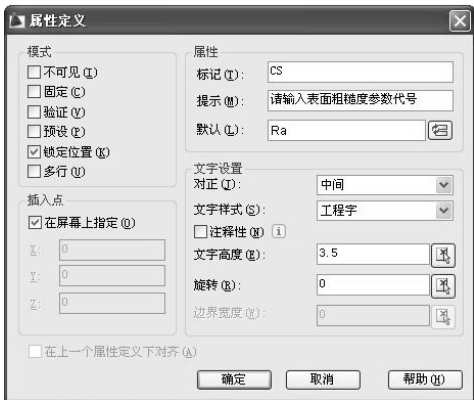 属性定义
模式
不可见(I)
固定(C)
验证(V)
预设(P)
锁定位置(K)
多行(U)
插入点
在屏幕上指定(O)
X: 0
Y: 0
Z: 0
属性
标记(T): CS
提示(M): 请输入表面粗糙度参数代号
默认(L): Ra
文字设置
对正(J): 中间
文字样式(S): 工程字
注释性(N)
文字高度(E): 3.5
旋转(R): 0
边界宽度(W): 0
在上一个属性定义下对齐(A)
确定 取消 帮助(H)